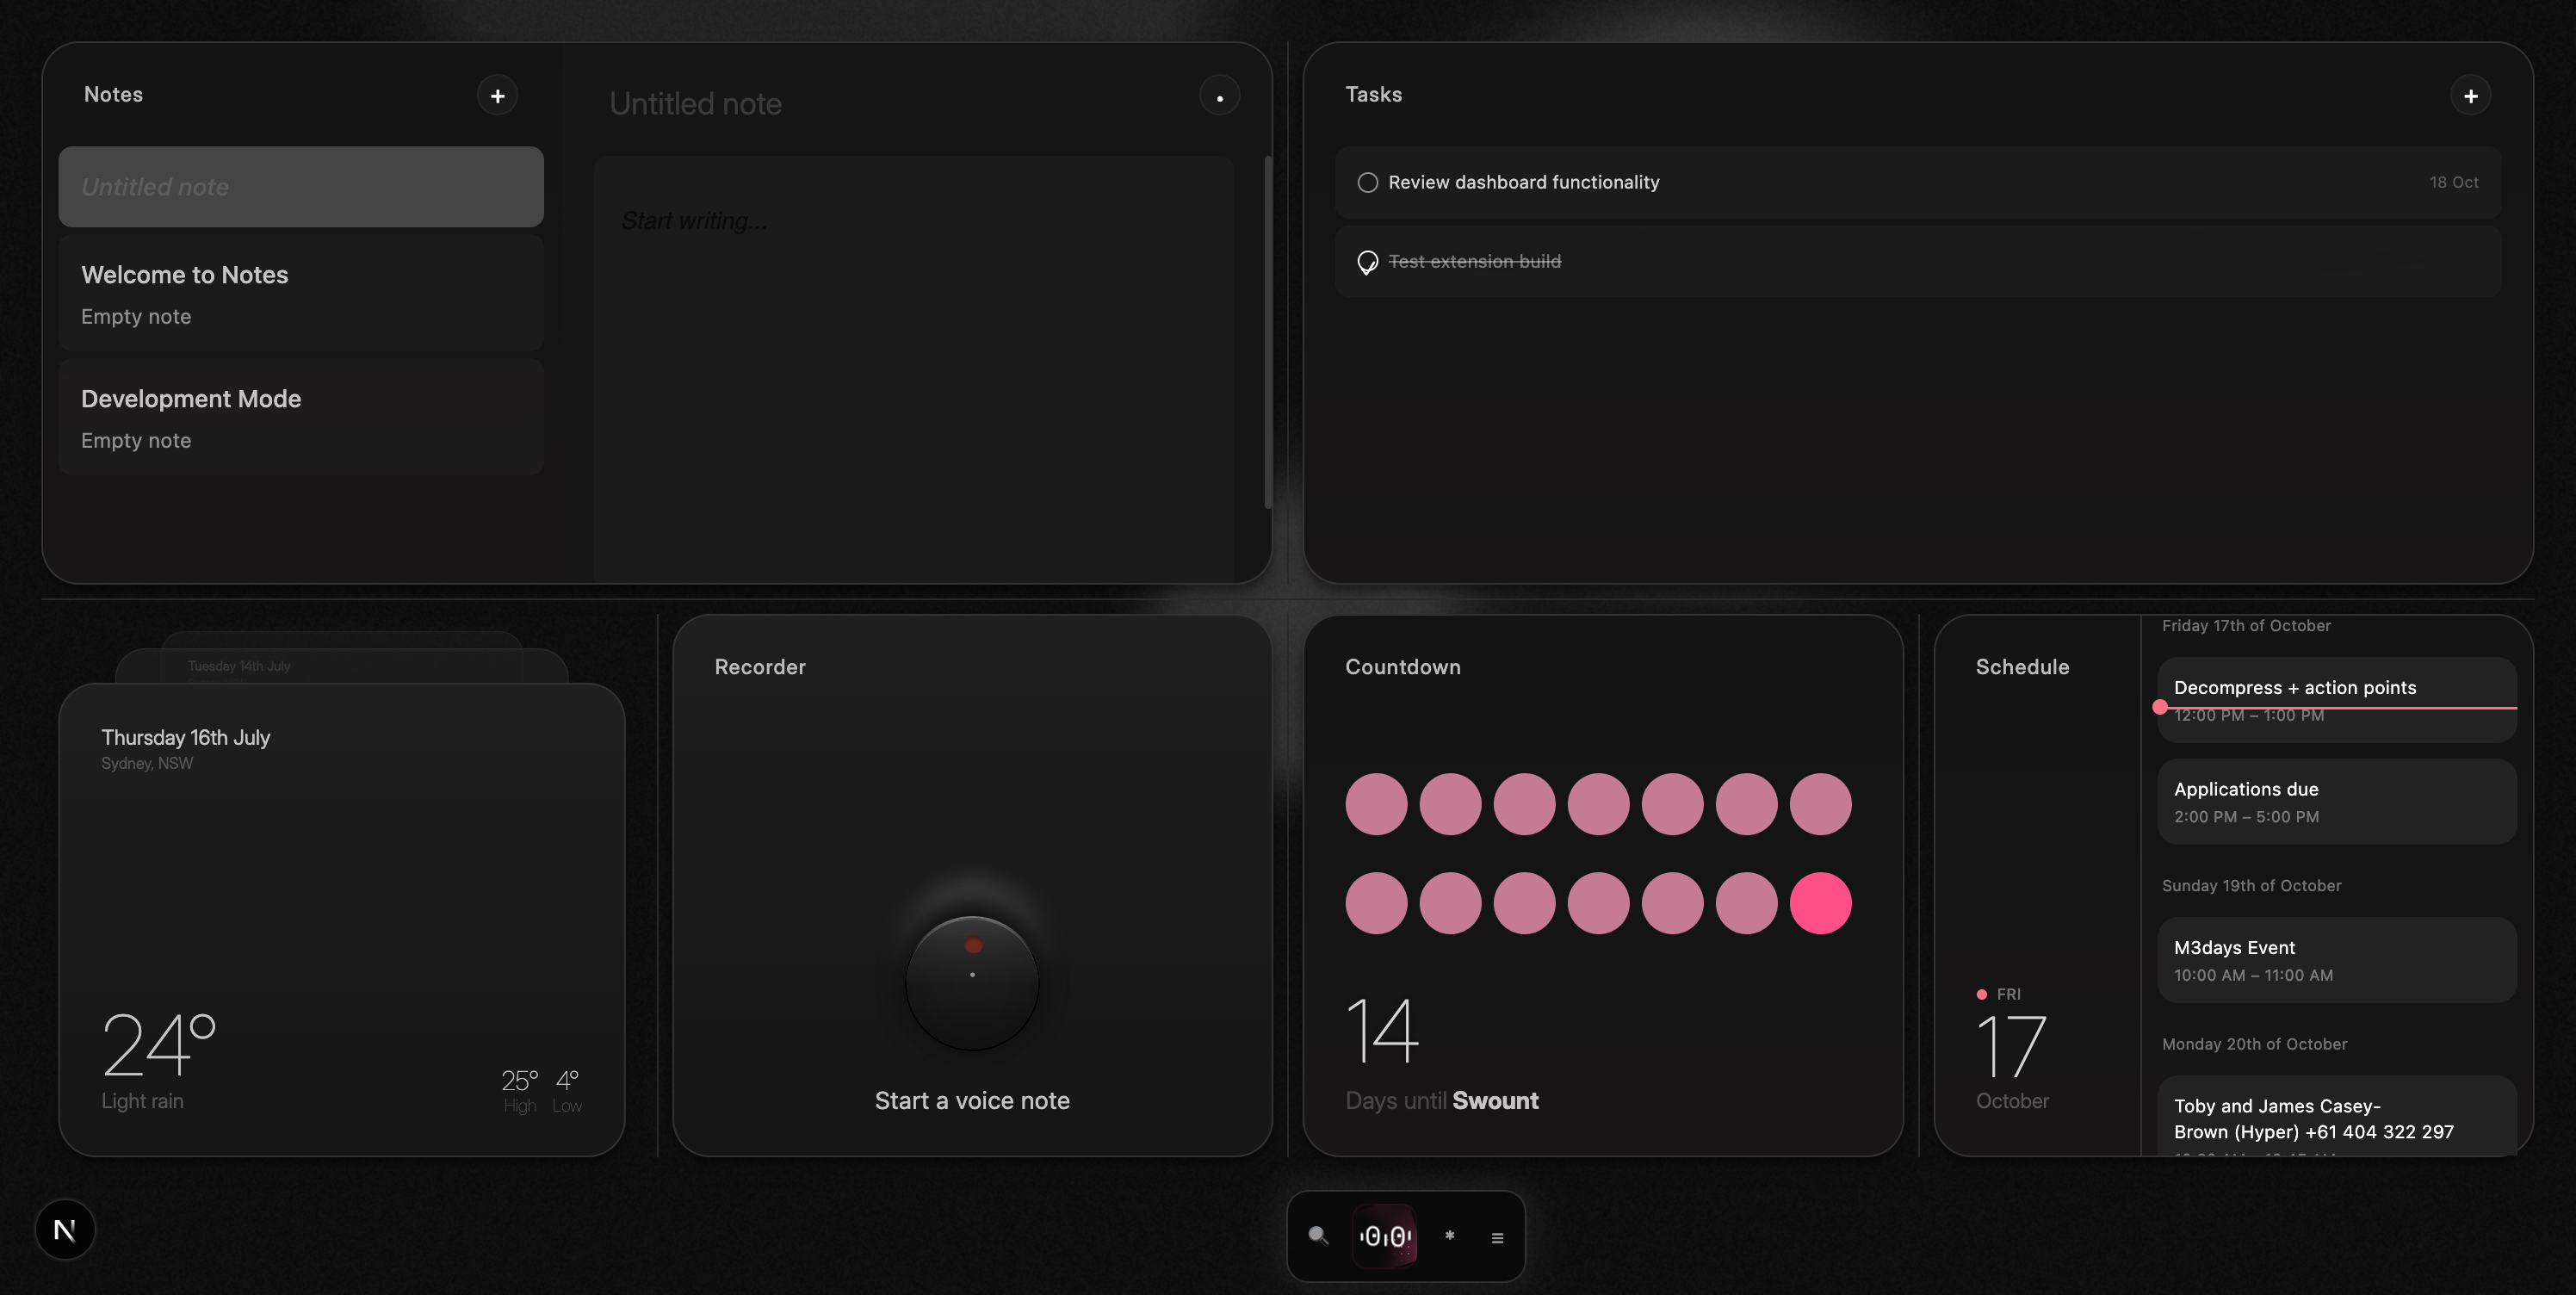 Notes
+
Untitled note
Welcome to Notes
Empty note
Development Mode
Empty note
Untitled note
Start writing...
Tasks
+
Review dashboard functionality
18 Oct
Test extension build
Tuesday 14th July
Thursday 16th July
Sydney, NSW
24°
Light rain
25° 4°
High Low
Recorder
Start a voice note
Countdown
14
Days until Swount
Schedule
FRI
17
October
Friday 17th of October
Decompress + action points
12:00 PM – 1:00 PM
Applications due
2:00 PM – 5:00 PM
Sunday 19th of October
M3days Event
10:00 AM – 11:00 AM
Monday 20th of October
Toby and James Casey-
Brown (Hyper) +61 404 322 297
N